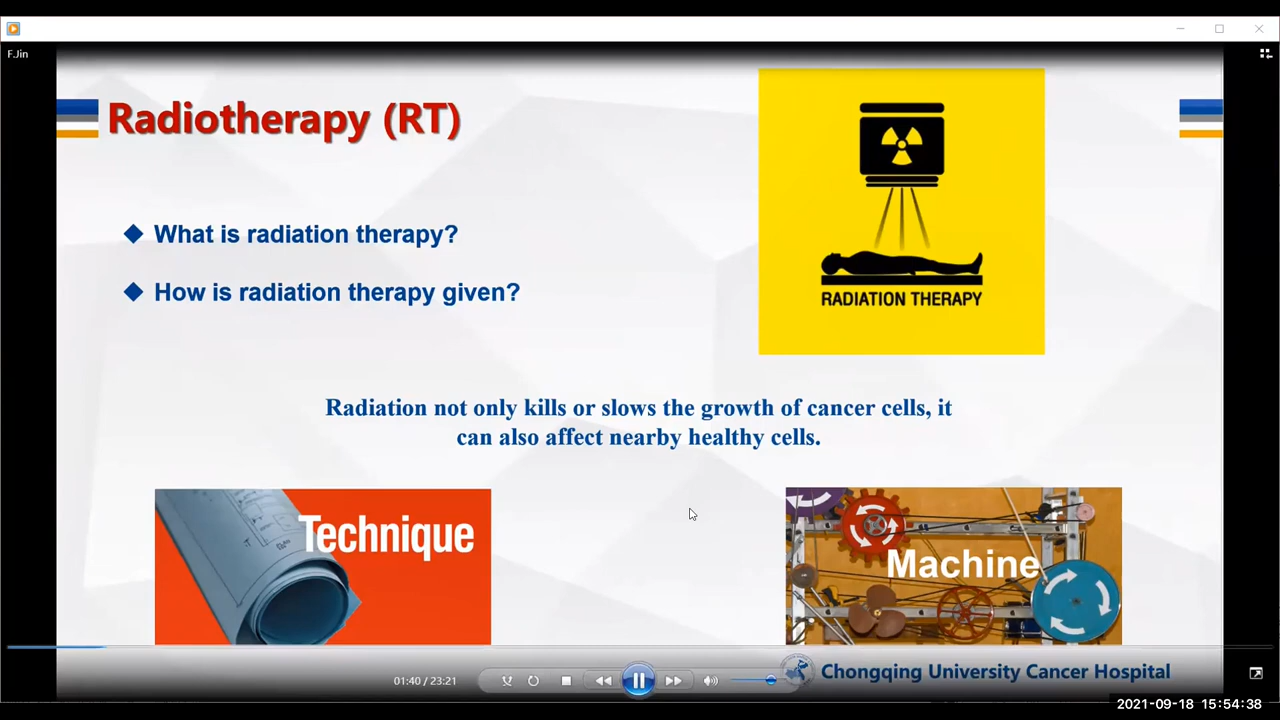 F.Jin
Radiotherapy (RT)
What is radiation therapy?
How is radiation therapy given?
RADIATION THERAPY
Radiation not only kills or slows the growth of cancer cells, it
can also affect nearby healthy cells.
Technique
Machine
01:40 / 23:21
Chongqing University Cancer Hospital
2021-09-18 15:54:38